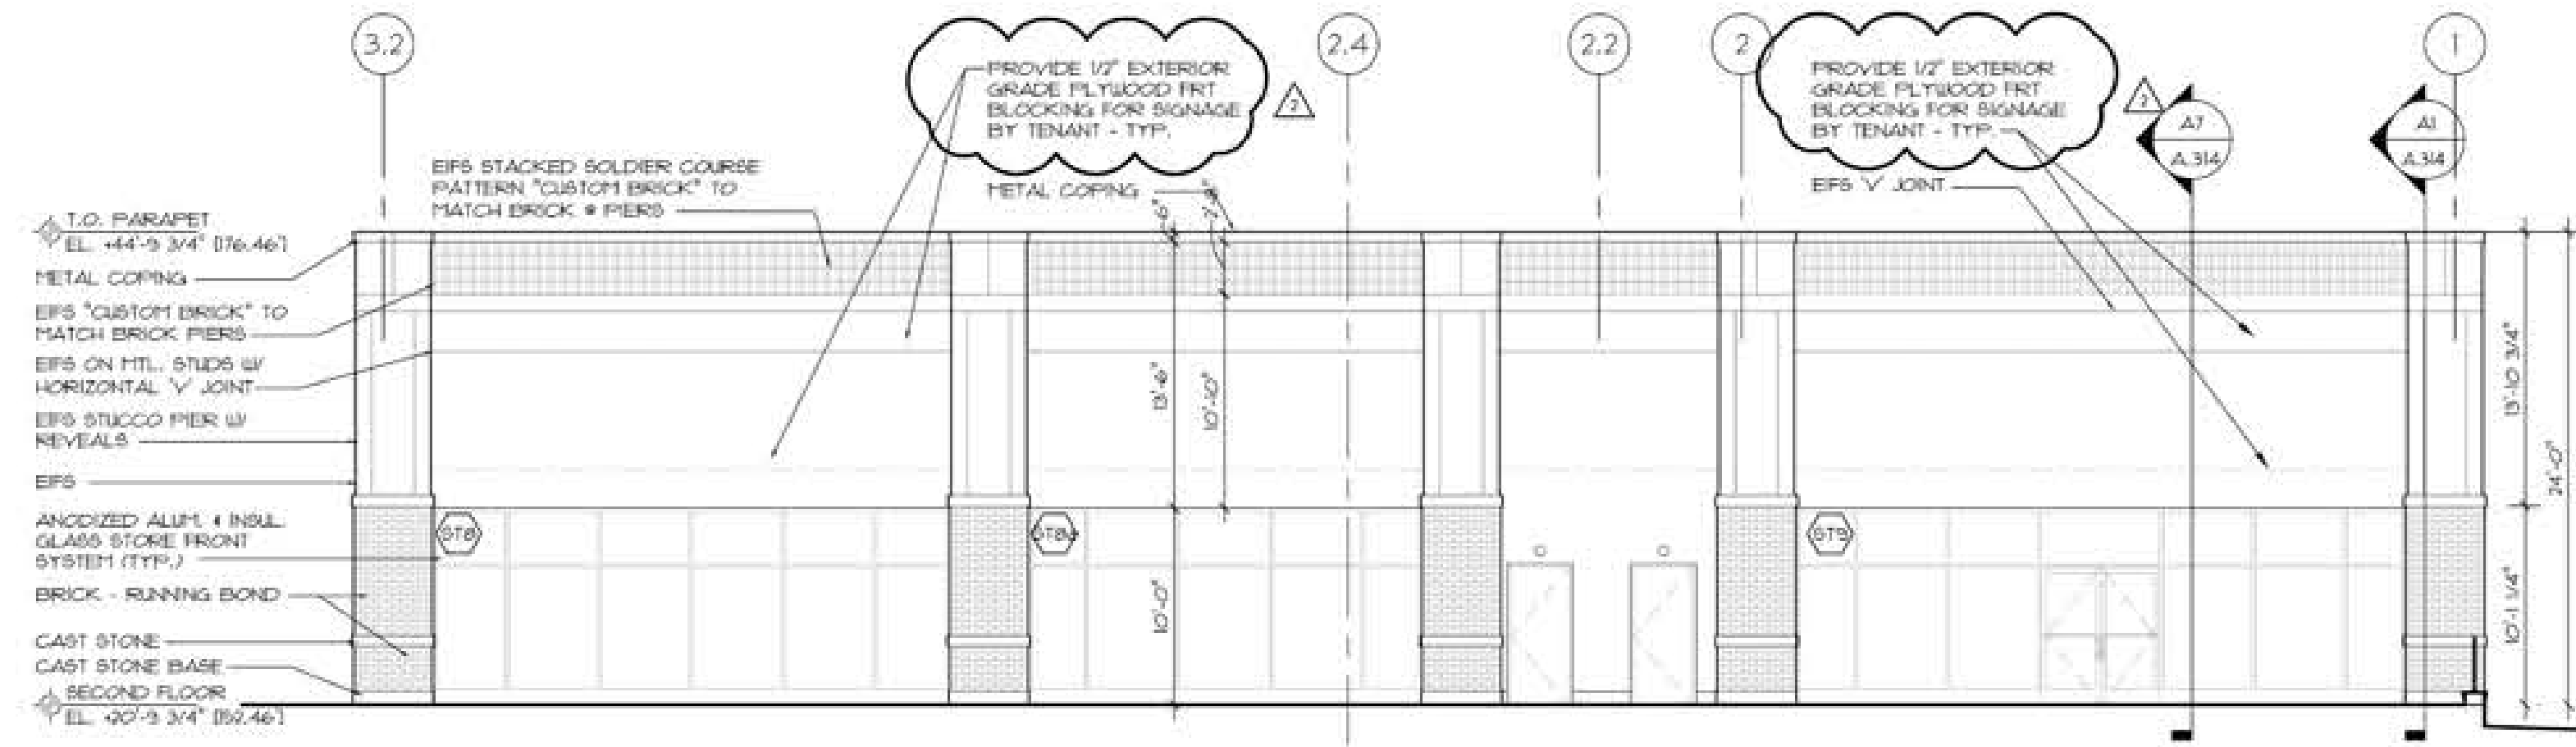 3.2
2.4
2.2
2
1
PROVIDE 1/2" EXTERIOR
GRADE PLYWOOD FRT
BLOCKING FOR SIGNAGE
BY TENANT - TYP.
2
PROVIDE 1/2" EXTERIOR
GRADE PLYWOOD FRT
BLOCKING FOR SIGNAGE
BY TENANT - TYP.
2
A7
A.314
A1
A.314
EIFS STACKED SOLDIER COURSE
PATTERN "CUSTOM BRICK" TO
MATCH BRICK @ PIERS
METAL COPING
EIFS 'V' JOINT
T.O. PARAPET
EL. +44'-9 3/4" [176.46']
METAL COPING
EIFS "CUSTOM BRICK" TO
MATCH BRICK PIERS
EIFS ON MTL. STUDS W/
HORIZONTAL 'V' JOINT
EIFS STUCCO PIER W/
REVEALS
EIFS
ANODIZED ALUM. & INSUL.
GLASS STORE FRONT
SYSTEM (TYP.)
BRICK - RUNNING BOND
CAST STONE
CAST STONE BASE
SECOND FLOOR
EL. +20'-9 3/4" [152.46']
ST8
ST9
13'-6"
10'-10"
10'-0"
13'-10 3/4"
10'-1 1/4"
24'-0"